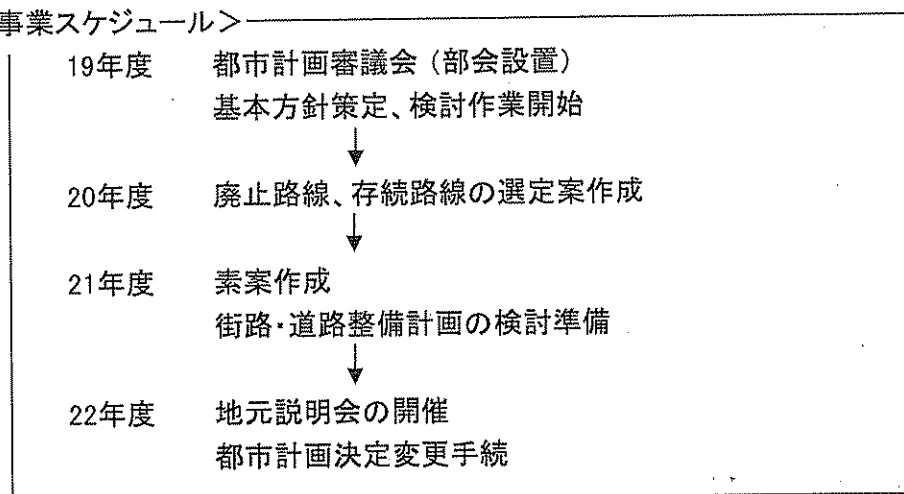 事業スケジュール＞
19年度　都市計画審議会（部会設置）
基本方針策定、検討作業開始
↓
20年度　廃止路線、存続路線の選定案作成
↓
21年度　素案作成
街路・道路整備計画の検討準備
↓
22年度　地元説明会の開催
都市計画決定変更手続